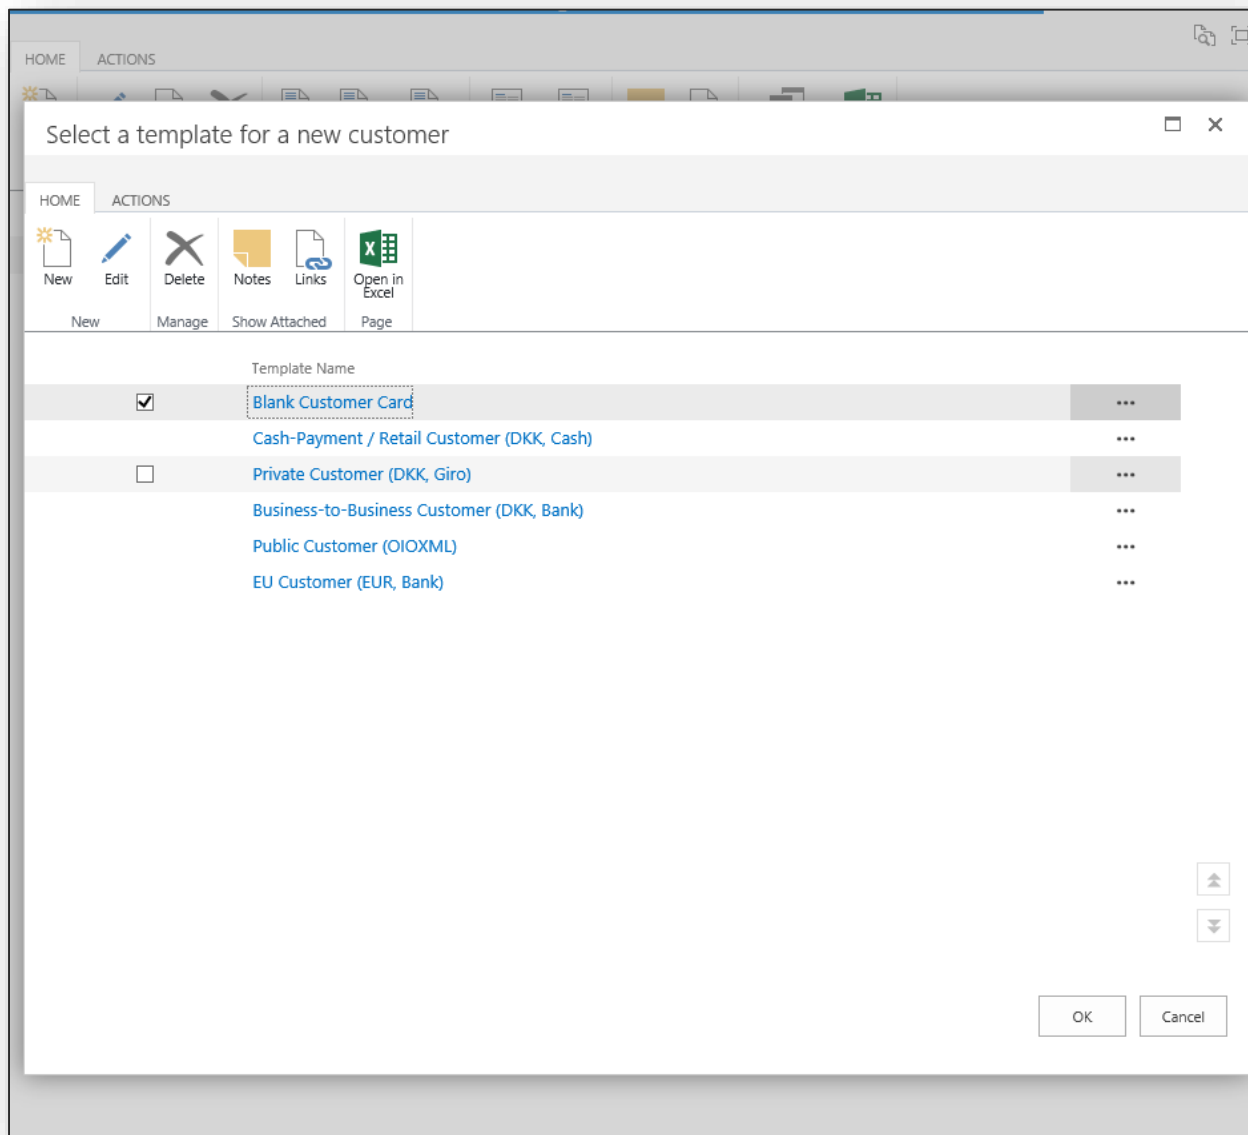 HOME ACTIONS
Select a template for a new customer
HOME ACTIONS
New Edit Delete Notes Links Open in
Excel
New Manage Show Attached Page
Template Name
Blank Customer Card
Cash-Payment / Retail Customer (DKK, Cash)
Private Customer (DKK, Giro)
Business-to-Business Customer (DKK, Bank)
Public Customer (OIOXML)
EU Customer (EUR, Bank)
OK Cancel